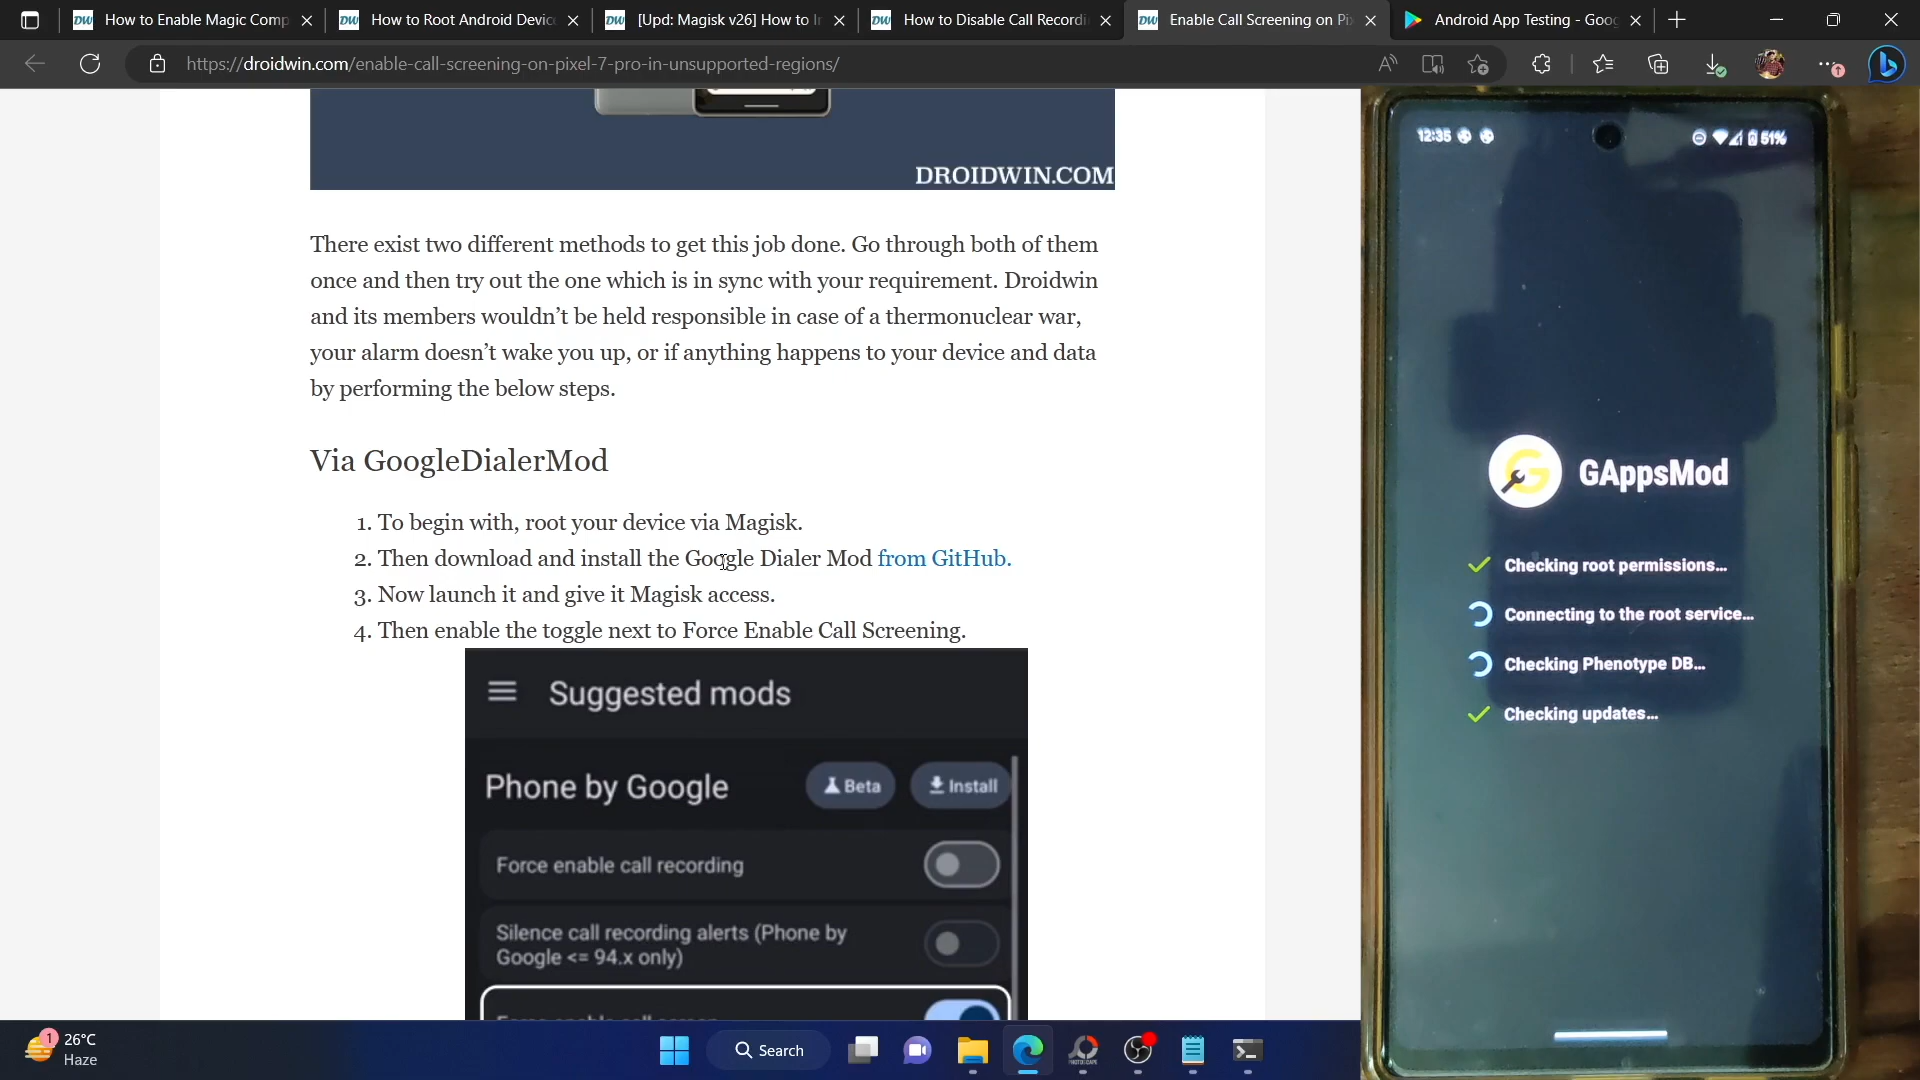 How to Enable Magic Comp
How to Root Android Device
[Upd: Magisk v26] How to In
How to Disable Call Recordi
Enable Call Screening on Pi
Android App Testing - Goog
https://droidwin.com/enable-call-screening-on-pixel-7-pro-in-unsupported-regions/
DROIDWIN.COM
There exist two different methods to get this job done. Go through both of them
once and then try out the one which is in sync with your requirement. Droidwin
and its members wouldn't be held responsible in case of a thermonuclear war,
your alarm doesn't wake you up, or if anything happens to your device and data
by performing the below steps.
Via GoogleDialerMod
1. To begin with, root your device via Magisk.
2. Then download and install the Google Dialer Mod from GitHub.
3. Now launch it and give it Magisk access.
4. Then enable the toggle next to Force Enable Call Screening.
Suggested mods
Phone by Google
Beta
Install
Force enable call recording
Silence call recording alerts (Phone by
Google <= 94.x only)
12:35
51%
GAppsMod
Checking root permissions...
Connecting to the root service...
Checking Phenotype DB...
Checking updates...
1
26°C
Haze
Search